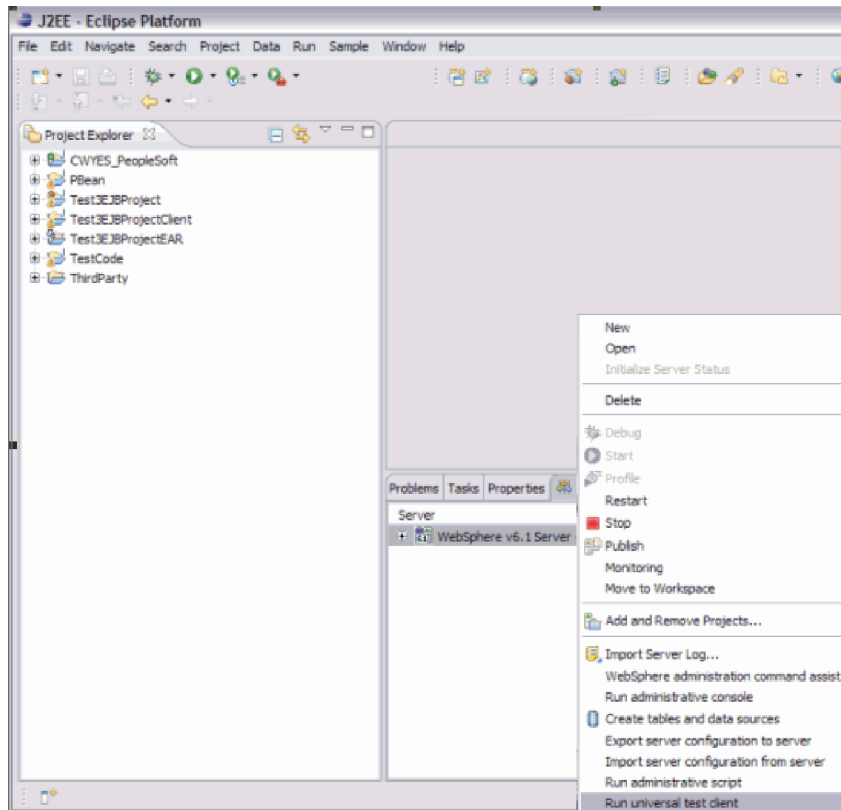 J2EE - Eclipse Platform
File Edit Navigate Search Project Data Run Sample Window Help
Project Explorer
CWYES_PeopleSoft
PBean
Test3EJBProject
Test3EJBProjectClient
Test3EJBProjectEAR
TestCode
ThirdParty
Problems Tasks Properties
Server
WebSphere v6.1 Server
New
Open
Initialize Server Status
Delete
Debug
Start
Profile
Restart
Stop
Publish
Monitoring
Move to Workspace
Add and Remove Projects...
Import Server Log...
WebSphere administration command assist
Run administrative console
Create tables and data sources
Export server configuration to server
Import server configuration from server
Run administrative script
Run universal test client